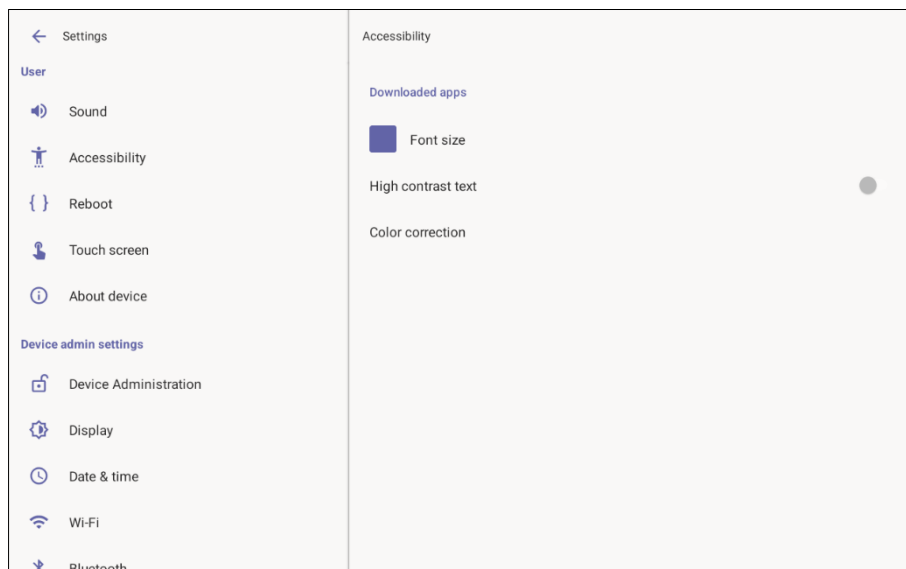 Settings
User
Sound
Accessibility
Reboot
Touch screen
About device
Device admin settings
Device Administration
Display
Date & time
Wi-Fi
Bluetooth
Accessibility
Downloaded apps
Font size
High contrast text
Color correction